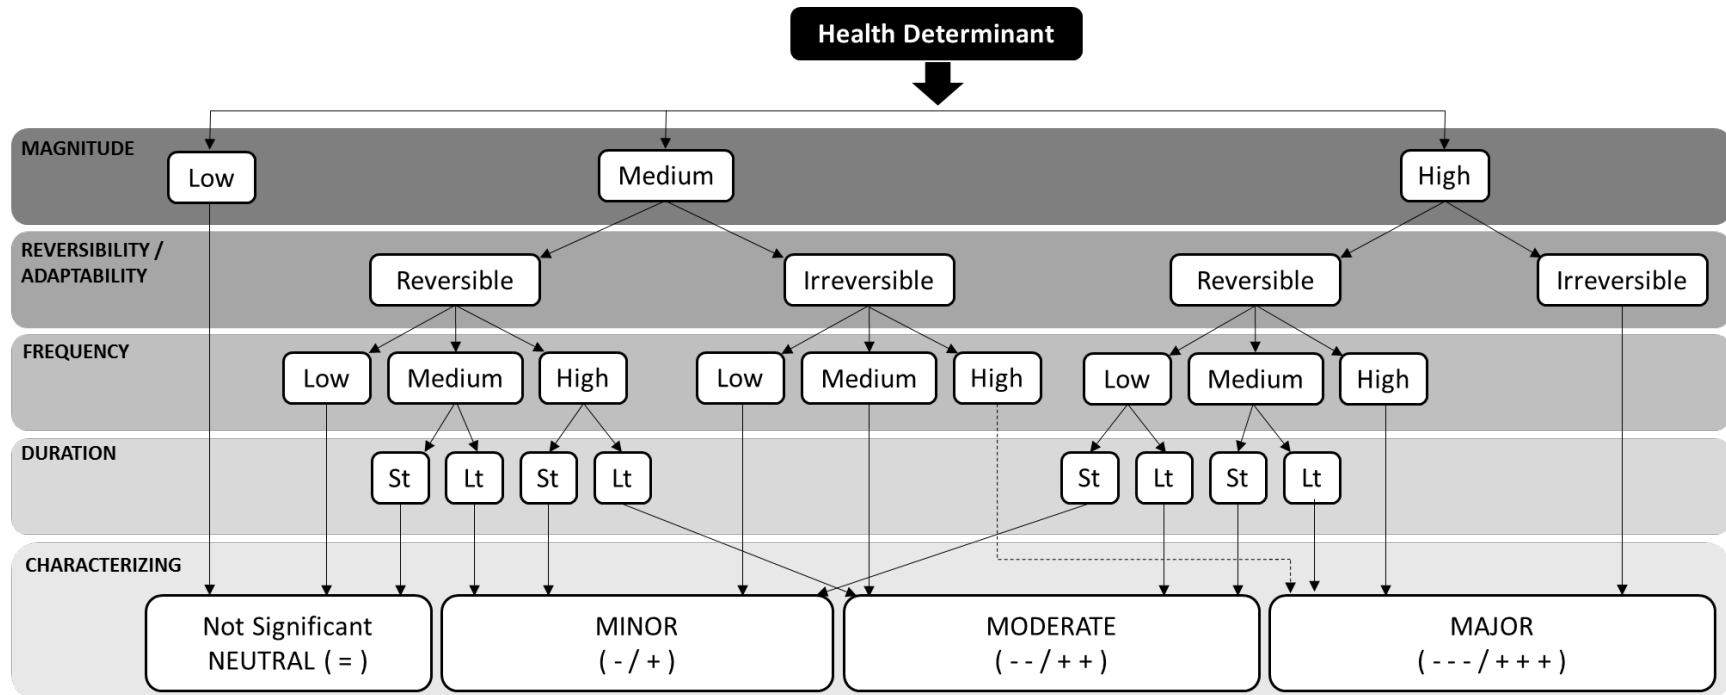 Health Determinant
MAGNITUDE
Low
Medium
High
REVERSIBILITY /
ADAPTABILITY
Reversible
Irreversible
Reversible
Irreversible
FREQUENCY
Low
Medium
High
Low
Medium
High
Low
Medium
High
DURATION
St
Lt
St
Lt
St
Lt
St
Lt
CHARACTERIZING
Not Significant
NEUTRAL ( = )
MINOR
( - / + )
MODERATE
( - - / + + )
MAJOR
( - - - / + + + )